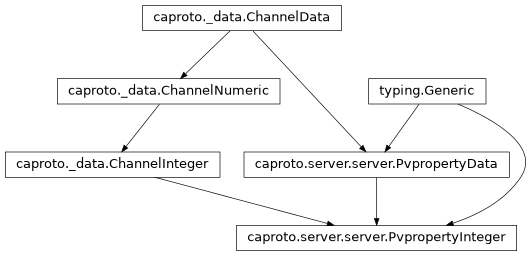 caproto._data.ChannelData
caproto._data.ChannelNumeric
typing.Generic
caproto._data.ChannelInteger
caproto.server.server.PvpropertyData
caproto.server.server.PvpropertyInteger